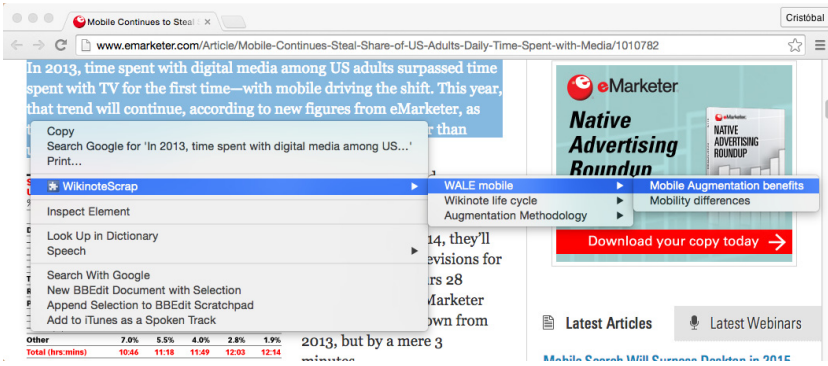 Mobile Continues to Steal
Cristóbal
www.emarketer.com/Article/Mobile-Continues-Steal-Share-of-US-Adults-Daily-Time-Spent-with-Media/1010782
In 2013, time spent with digital media among US adults surpassed time
spent with TV for the first time—with mobile driving the shift. This year,
that trend will continue, according to new figures from eMarketer, as
r than
Copy
Search Google for 'In 2013, time spent with digital media among US...'
Print...
WikinoteScrap
Inspect Element
Look Up in Dictionary
Speech
Search With Google
New BBEdit Document with Selection
Append Selection to BBEdit Scratchpad
Add to iTunes as a Spoken Track
WALE mobile
Wikinote life cycle
Augmentation Methodology
Mobile Augmentation benefits
Mobility differences
14, they'll
evisions for
rs 28
Marketer
own from
2013, but by a mere 3
minutes
Other 7.0% 5.5% 4.0% 2.8% 1.9%
Total (hrs:mins) 10:46 11:18 11:49 12:03 12:14
eMarketer
Native
Advertising
Roundup
eMarketer
NATIVE
ADVERTISING
ROUNDUP
Download your copy today
Latest Articles
Latest Webinars
Mobile Search Will Surpass Desktop in 2015